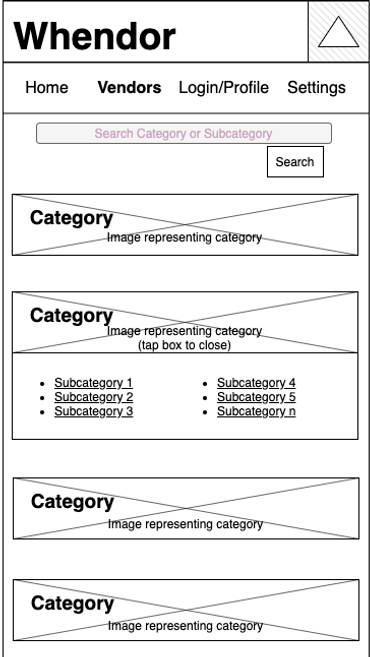 Whendor
Home Vendors Login/Profile Settings
Search Category or Subcategory
Search
Category
Image representing category
Category
Image representing category
(tap box to close)
Subcategory 1
Subcategory 2
Subcategory 3
Subcategory 4
Subcategory 5
Subcategory n
Category
Image representing category
Category
Image representing category